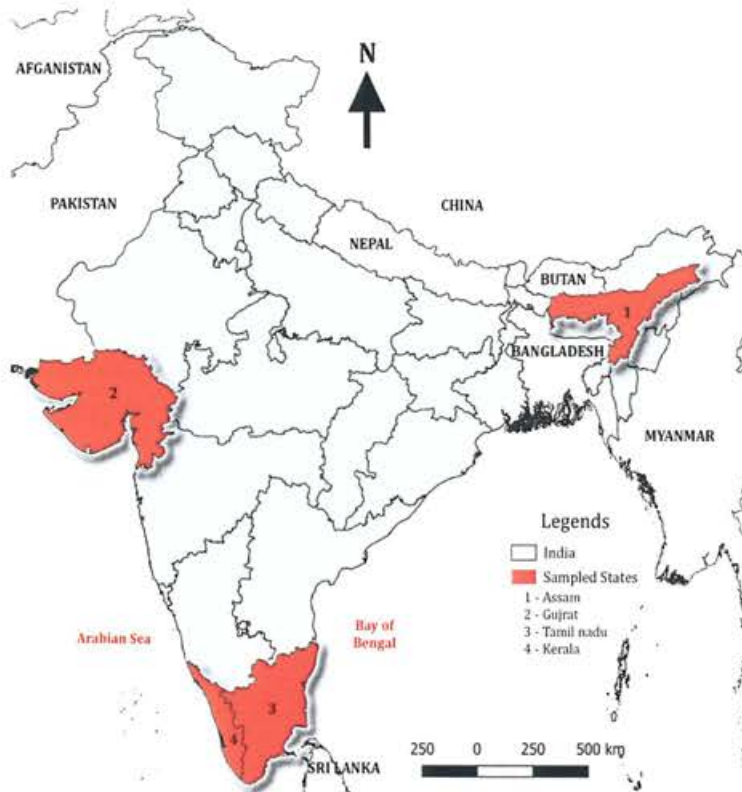 AFGANISTAN
N
PAKISTAN
CHINA
NEPAL
BUTAN
1
BANGLADESH
2
MYANMAR
Legends
India
Sampled States
1 - Assam
2 - Gujrat
3 - Tamil nadu
4 - Kerala
Arabian Sea
Bay of
Bengal
3
4
SRI LANKA
250 0 250 500 km